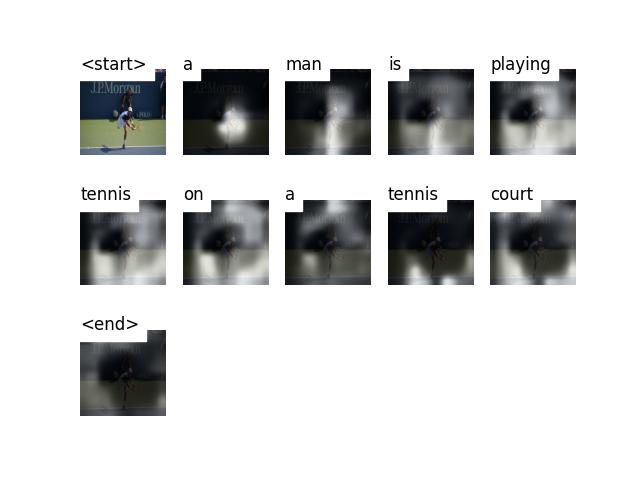 <start> a man is playing
J.P.Morgan
tennis on a tennis court
<end>